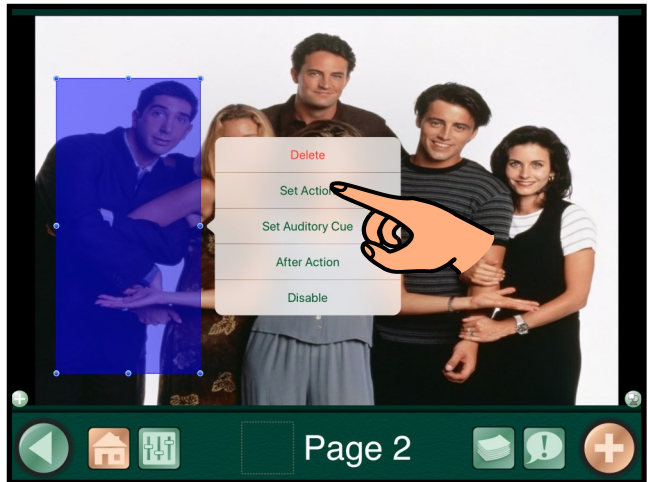 Delete
Set Action
Set Auditory Cue
After Action
Disable
Page 2